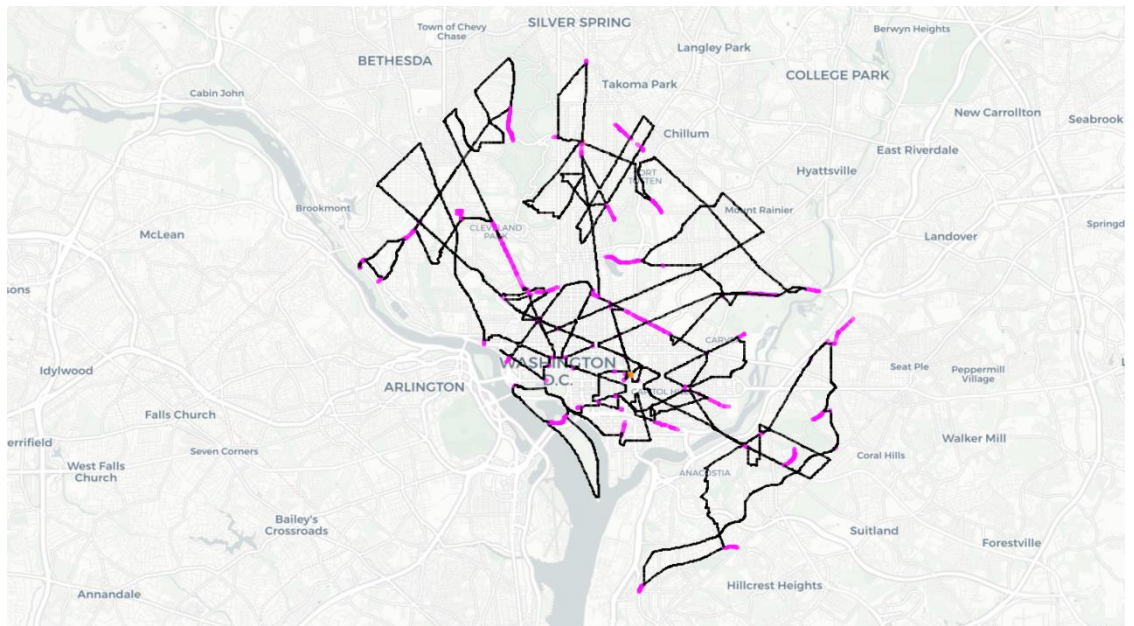 SILVER SPRING
Town of Chevy
Chase
Berwyn Heights
Langley Park
BETHESDA
COLLEGE PARK
Takoma Park
Cabin John
New Carrollton
Seabrook
Chillum
East Riverdale
Hyattsville
Brookmont
Mount Rainier
Springd
CLEVELAND
PARK
McLean
Landover
sons
WASHINGTON
D.C.
Idylwood
Seat Ple
Peppermill
Village
ARLINGTON
Falls Church
Walker Mill
errifield
Seven Corners
Coral Hills
West Falls
Church
ANACOSTIA
Bailey's
Crossroads
Suitland
Forestville
Hillcrest Heights
Annandale